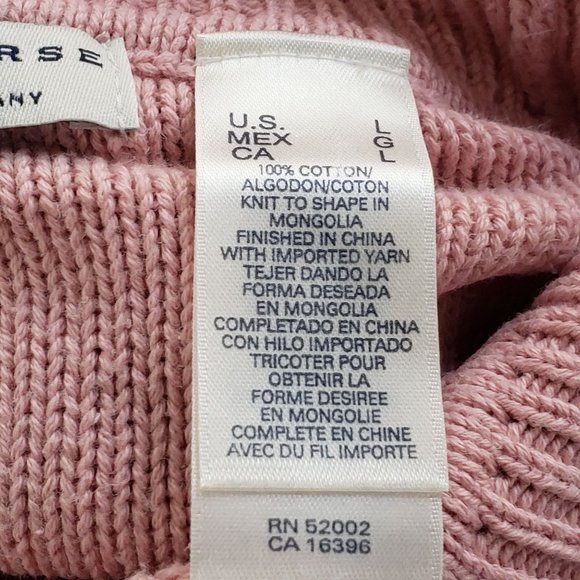 RSE
ANY
U.S. L
MEX G
CA L
100% COTTON/
ALGODON/COTON
KNIT TO SHAPE IN
MONGOLIA
FINISHED IN CHINA
WITH IMPORTED YARN
TEJER DANDO LA
FORMA DESEADA
EN MONGOLIA
COMPLETADO EN CHINA
CON HILO IMPORTADO
TRICOTER POUR
OBTENIR LA
FORME DESIREE
EN MONGOLIE
COMPLETE EN CHINE
AVEC DU FIL IMPORTE
RN 52002
CA 16396